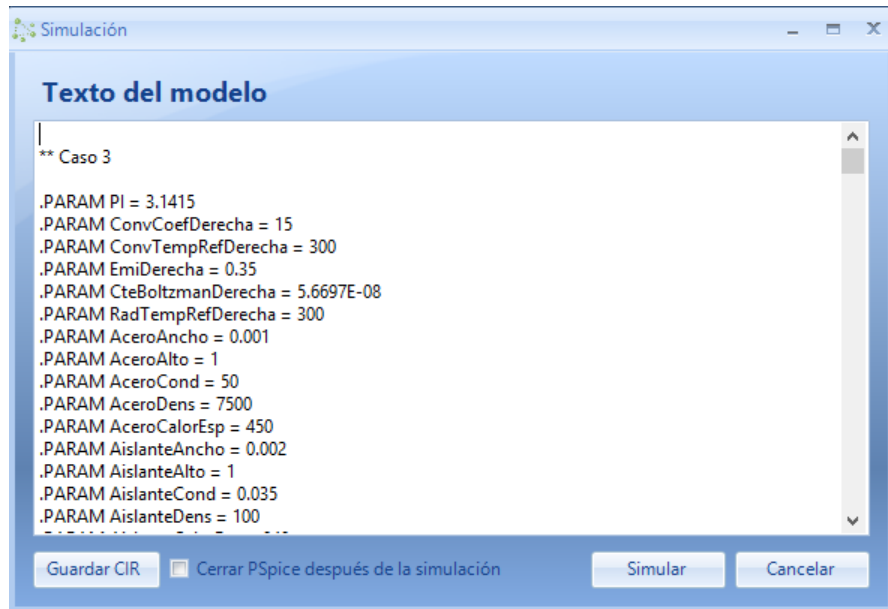 Simulación
Texto del modelo
** Caso 3
.PARAM PI = 3.1415
.PARAM ConvCoefDerecha = 15
.PARAM ConvTempRefDerecha = 300
.PARAM EmiDerecha = 0.35
.PARAM CteBoltzmanDerecha = 5.6697E-08
.PARAM RadTempRefDerecha = 300
.PARAM AceroAncho = 0.001
.PARAM AceroAlto = 1
.PARAM AceroCond = 50
.PARAM AceroDens = 7500
.PARAM AceroCalorEsp = 450
.PARAM AislanteAncho = 0.002
.PARAM AislanteAlto = 1
.PARAM AislanteCond = 0.035
.PARAM AislanteDens = 100
Guardar CIR
Cerrar PSpice después de la simulación
Simular
Cancelar